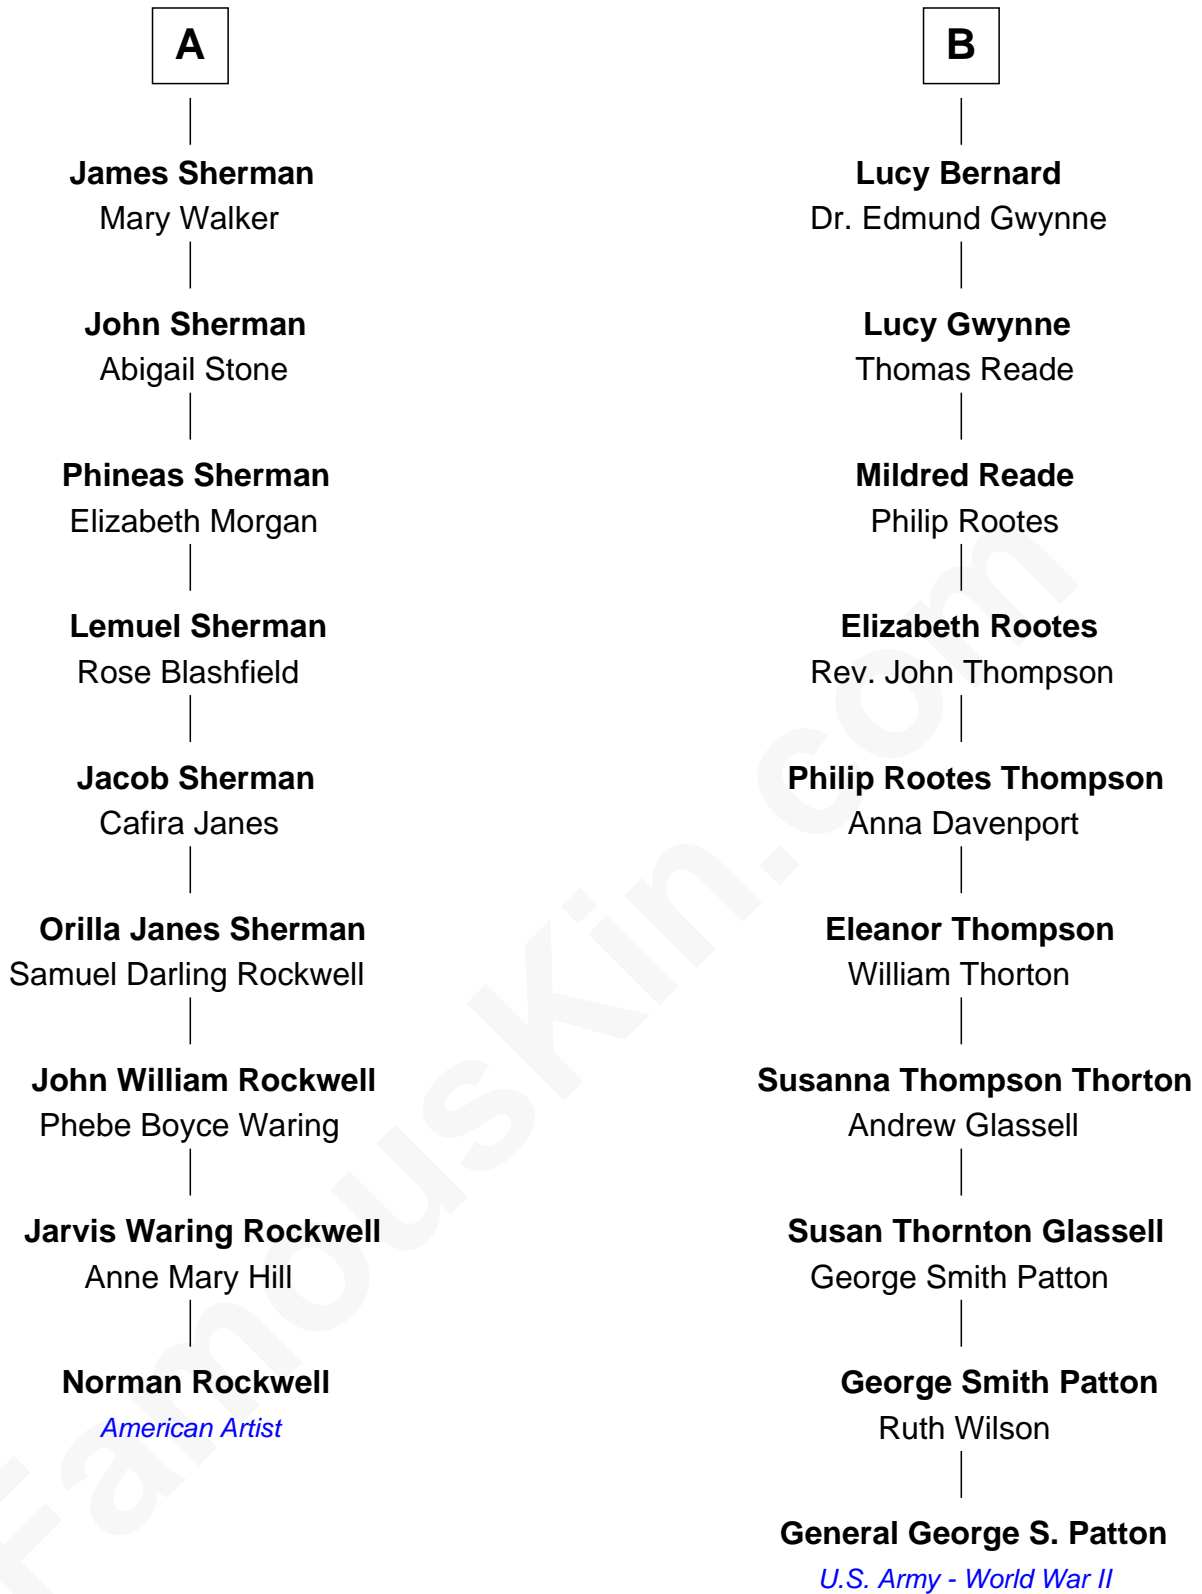 A
James Sherman
Mary Walker
John Sherman
Abigail Stone
Phineas Sherman
Elizabeth Morgan
Lemuel Sherman
Rose Blashfield
Jacob Sherman
Cafira Janes
Orilla Janes Sherman
Samuel Darling Rockwell
John William Rockwell
Phebe Boyce Waring
Jarvis Waring Rockwell
Anne Mary Hill
Norman Rockwell
American Artist
B
Lucy Bernard
Dr. Edmund Gwynne
Lucy Gwynne
Thomas Reade
Mildred Reade
Philip Rootes
Elizabeth Rootes
Rev. John Thompson
Philip Rootes Thompson
Anna Davenport
Eleanor Thompson
William Thorton
Susanna Thompson Thorton
Andrew Glassell
Susan Thornton Glassell
George Smith Patton
George Smith Patton
Ruth Wilson
General George S. Patton
U.S. Army - World War II
FamousKin.com